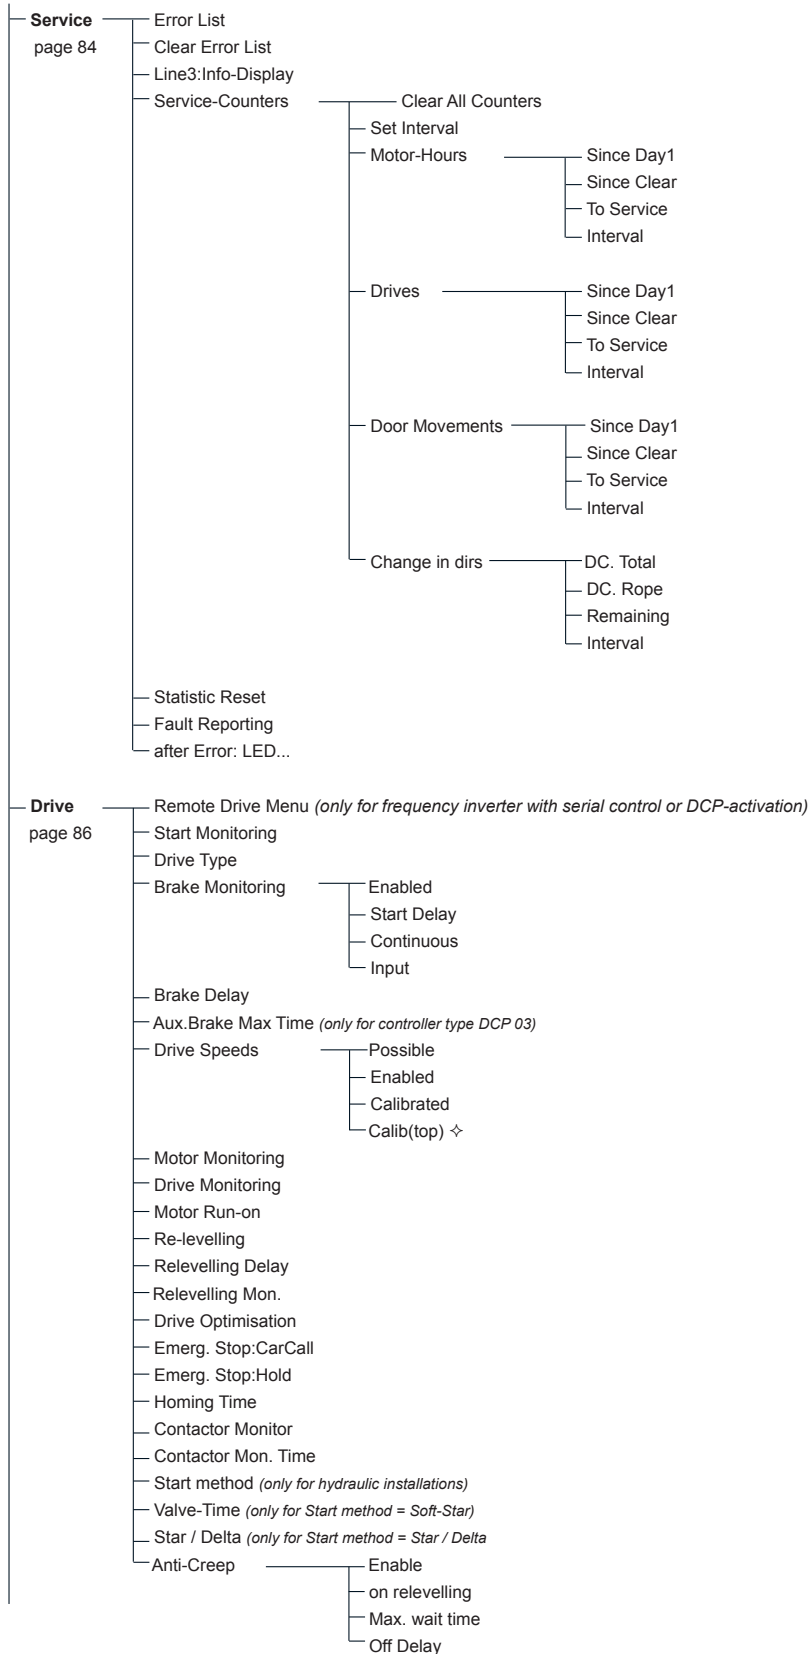 Service Error List
page 84 Clear Error List
Line3:Info-Display
Service-Counters Clear All Counters
Set Interval
Motor-Hours Since Day1
Since Clear
To Service
Interval
Drives Since Day1
Since Clear
To Service
Interval
Door Movements Since Day1
Since Clear
To Service
Interval
Change in dirs DC. Total
DC. Rope
Remaining
Interval
Statistic Reset
Fault Reporting
after Error: LED...
Drive Remote Drive Menu (only for frequency inverter with serial control or DCP-activation)
page 86 Start Monitoring
Drive Type
Brake Monitoring Enabled
Start Delay
Continuous
Input
Brake Delay
Aux.Brake Max Time (only for controller type DCP 03)
Drive Speeds Possible
Enabled
Calibrated
Calib(top) ✧
Motor Monitoring
Drive Monitoring
Motor Run-on
Re-levelling
Relevelling Delay
Relevelling Mon.
Drive Optimisation
Emerg. Stop:CarCall
Emerg. Stop:Hold
Homing Time
Contactor Monitor
Contactor Mon. Time
Start method (only for hydraulic installations)
Valve-Time (only for Start method = Soft-Star)
Star / Delta (only for Start method = Star / Delta
Anti-Creep Enable
on relevelling
Max. wait time
Off Delay